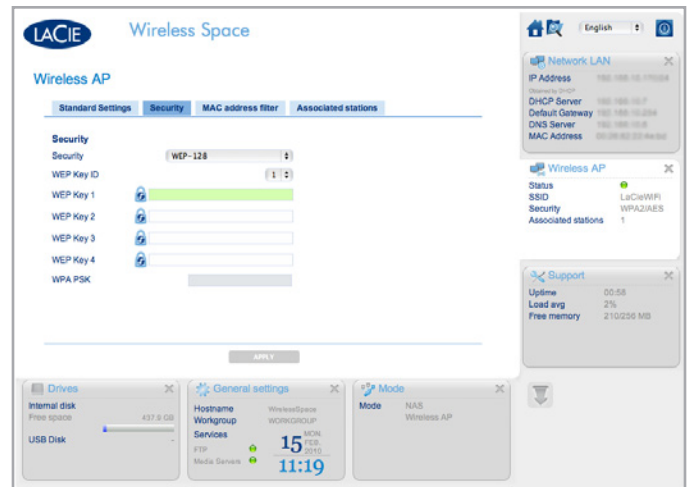 LACIE
Wireless Space
English
Wireless AP
Standard Settings Security MAC address filter Associated stations
Security
Security WEP-128
WEP Key ID 1
WEP Key 1
WEP Key 2
WEP Key 3
WEP Key 4
WPA PSK
APPLY
Network LAN
IP Address
Obtained by DHCP
DHCP Server
Default Gateway
DNS Server
MAC Address
Wireless AP
Status
SSID LaCieWiFi
Security WPA2/AES
Associated stations 1
Support
Uptime 00:58
Load avg 2%
Free memory 210/256 MB
Drives
Internal disk
Free space 437.9 GB
USB Disk -
General settings
Hostname WirelessSpace
Workgroup WORKGROUP
Services
FTP
Media Servers
15 MON. FEB. 2010
11:19
Mode
Mode NAS
Wireless AP